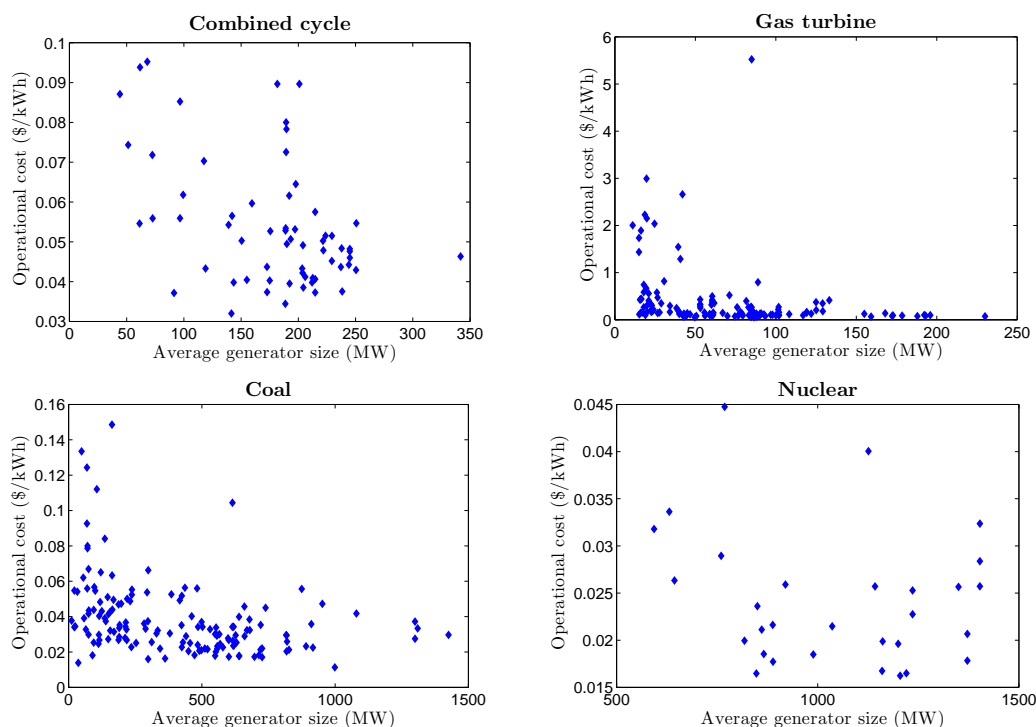 Combined cycle
0.1
0.09
0.08
0.07
0.06
0.05
0.04
0.03
Operational cost ($/kWh)
0 50 100 150 200 250 300 350
Average generator size (MW)
Gas turbine
6
5
4
3
2
1
0
Operational cost ($/kWh)
0 50 100 150 200 250
Average generator size (MW)
Coal
0.16
0.14
0.12
0.1
0.08
0.06
0.04
0.02
0
Operational cost ($/kWh)
0 500 1000 1500
Average generator size (MW)
Nuclear
0.045
0.04
0.035
0.03
0.025
0.02
0.015
Operational cost ($/kWh)
500 1000 1500
Average generator size (MW)